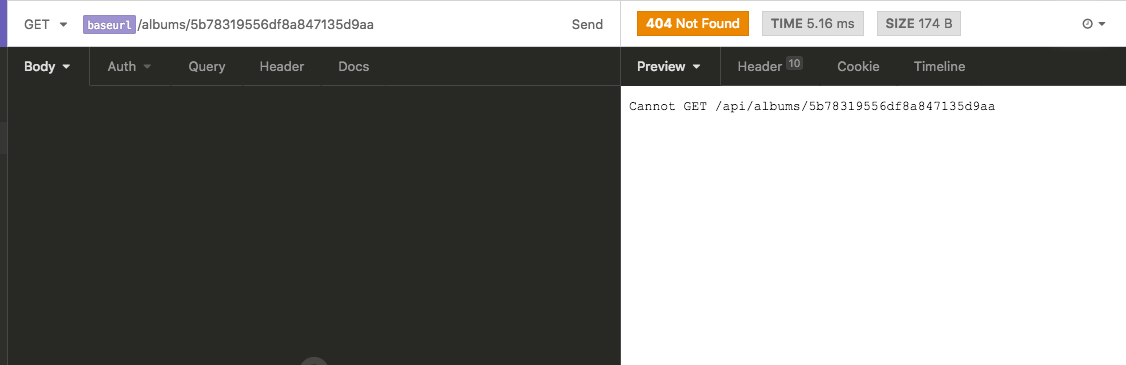 GET baseurl/albums/5b78319556df8a847135d9aa Send 404 Not Found TIME 5.16 ms SIZE 174 B
Body Auth Query Header Docs Preview Header 10 Cookie Timeline
Cannot GET /api/albums/5b78319556df8a847135d9aa